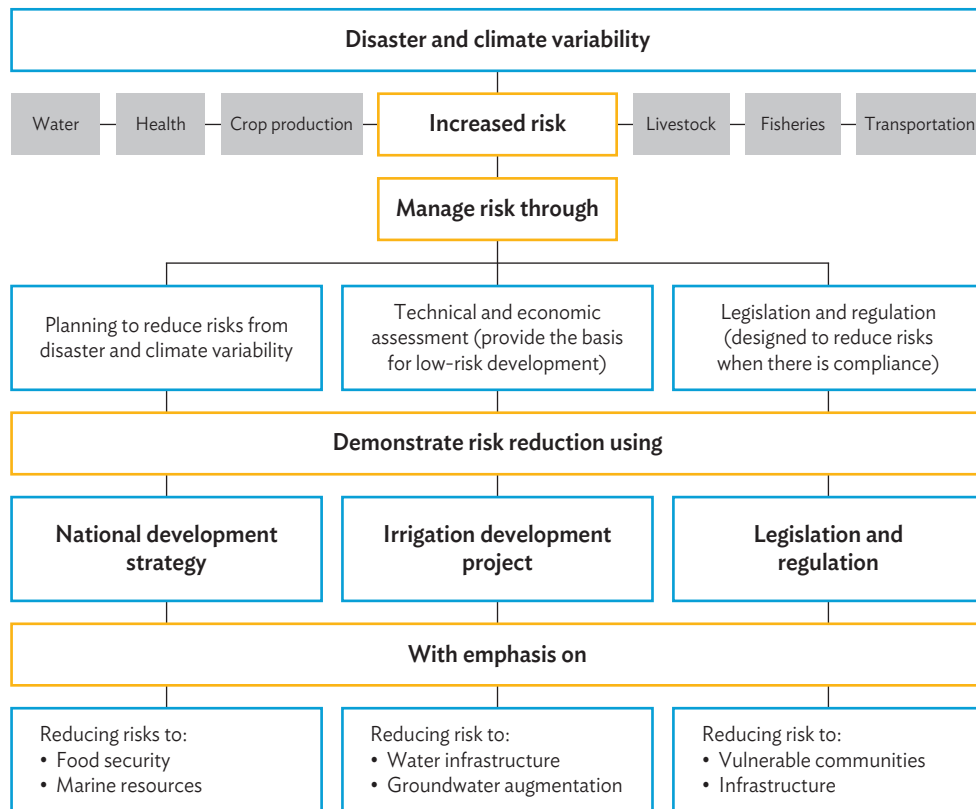 Disaster and climate variability
Water
Health
Crop production
Increased risk
Livestock
Fisheries
Transportation
Manage risk through
Planning to reduce risks from
disaster and climate variability
Technical and economic
assessment (provide the basis
for low-risk development)
Legislation and regulation
(designed to reduce risks
when there is compliance)
Demonstrate risk reduction using
National development
strategy
Irrigation development
project
Legislation and
regulation
With emphasis on
Reducing risks to:
• Food security
• Marine resources
Reducing risk to:
• Water infrastructure
• Groundwater augmentation
Reducing risk to:
• Vulnerable communities
• Infrastructure